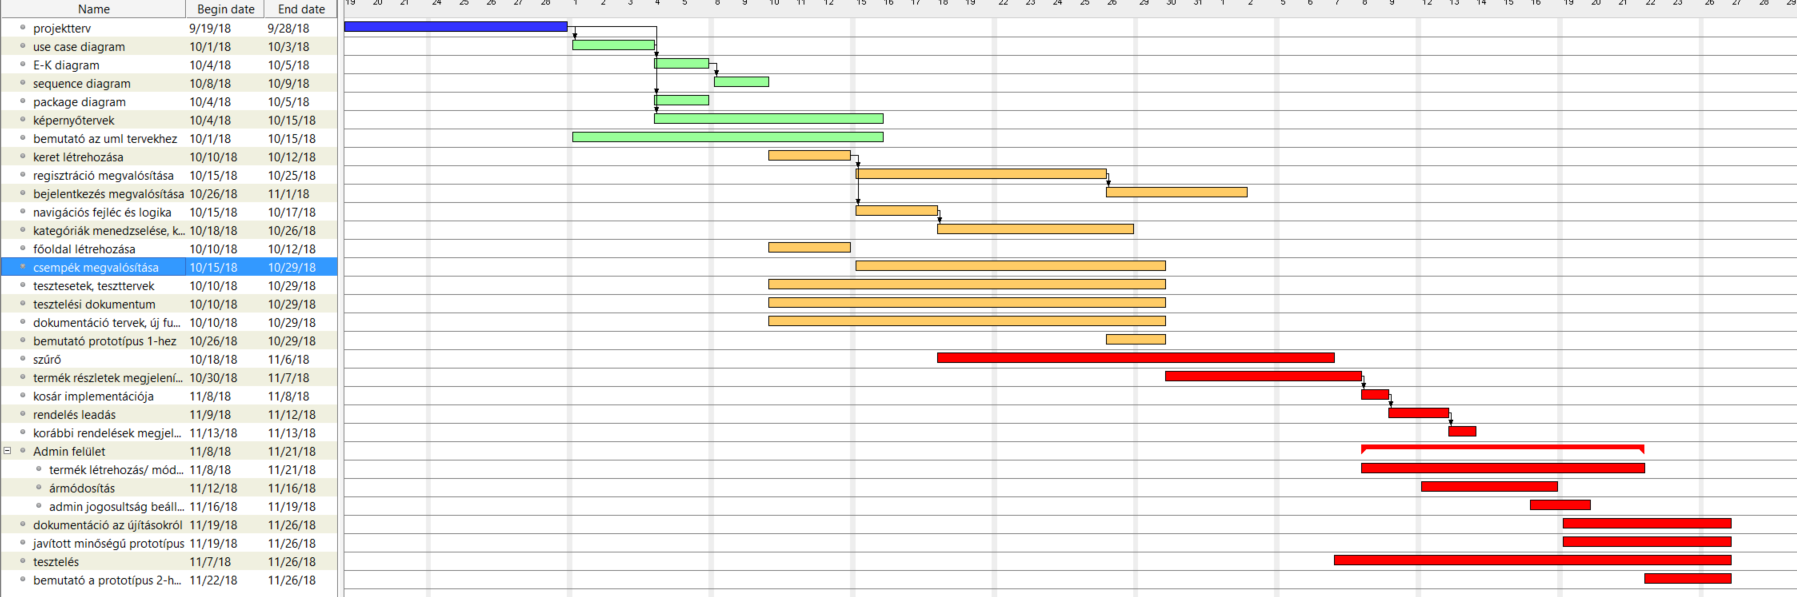 Name Begin date End date 19 20 21 24 25 26 27 28 1 2 3 4 5 8 9 10 11 12 15 16 17 18 19 22 23 24 25 26 29 30 31 1 2 5 6 7 8 9 12 13 14 15 16 19 20 21 22 23 26 27 28 29
projektterv 9/19/18 9/28/18
use case diagram 10/1/18 10/3/18
E-K diagram 10/4/18 10/5/18
sequence diagram 10/8/18 10/9/18
package diagram 10/4/18 10/5/18
képernyőtervek 10/4/18 10/15/18
bemutató az uml tervekhez 10/1/18 10/15/18
keret létrehozása 10/10/18 10/12/18
regisztráció megvalósítása 10/15/18 10/25/18
bejelentkezés megvalósítása 10/26/18 11/1/18
navigációs fejléc és logika 10/15/18 10/17/18
kategóriák menedzselése, k... 10/18/18 10/26/18
főoldal létrehozása 10/10/18 10/12/18
csempék megvalósítása 10/15/18 10/29/18
tesztesetek, teszttervek 10/10/18 10/29/18
tesztelési dokumentum 10/10/18 10/29/18
dokumentáció tervek, új fu... 10/10/18 10/29/18
bemutató prototípus 1-hez 10/26/18 10/29/18
szűrő 10/18/18 11/6/18
termék részletek megjelení... 10/30/18 11/7/18
kosár implementációja 11/8/18 11/8/18
rendelés leadás 11/9/18 11/12/18
korábbi rendelések megjel... 11/13/18 11/13/18
Admin felület 11/8/18 11/21/18
termék létrehozás/ mód... 11/8/18 11/21/18
ármódosítás 11/12/18 11/16/18
admin jogosultság beáll... 11/16/18 11/19/18
dokumentáció az újításokról 11/19/18 11/26/18
javított minőségű prototípus 11/19/18 11/26/18
tesztelés 11/7/18 11/26/18
bemutató a prototípus 2-h... 11/22/18 11/26/18